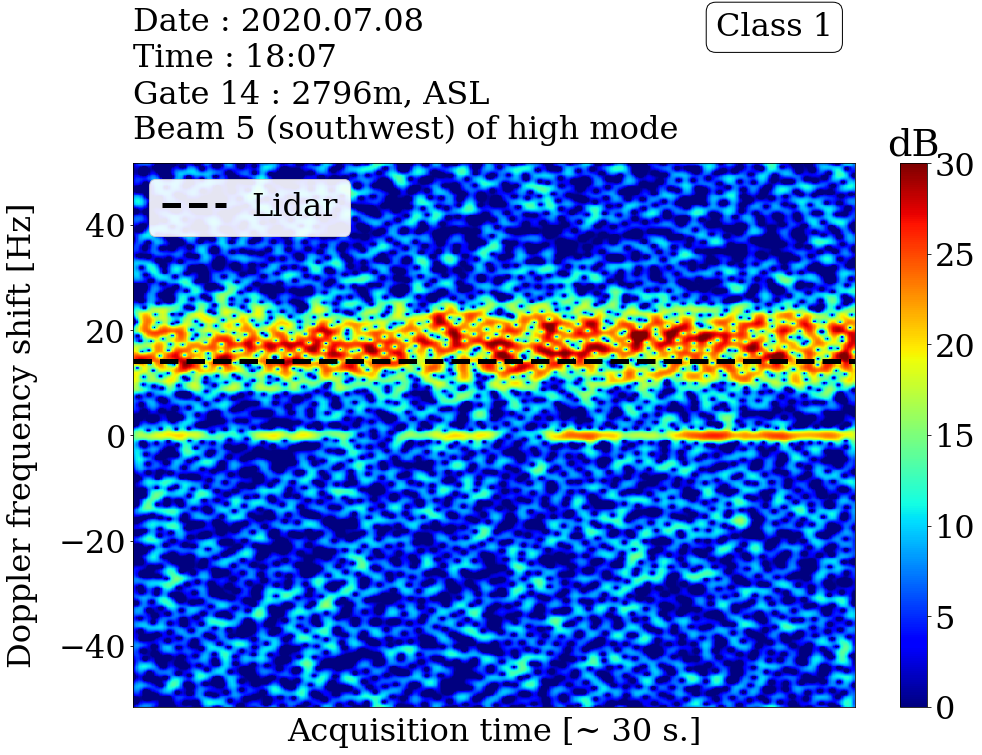 Date : 2020.07.08
Time : 18:07
Gate 14 : 2796m, ASL
Beam 5 (southwest) of high mode
Class 1
dB
Lidar
Doppler frequency shift [Hz]
40
20
0
−20
−40
Acquisition time [~ 30 s.]
30
25
20
15
10
5
0